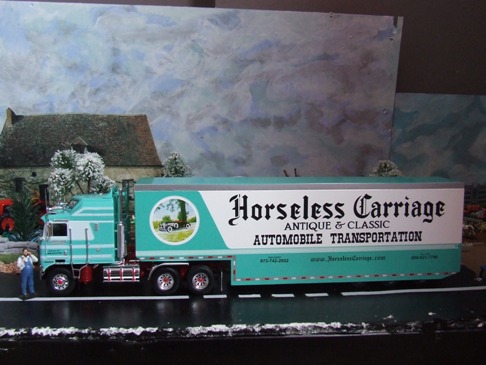 Horseless Carriage
ANTIQUE & CLASSIC
AUTOMOBILE TRANSPORTATION
www.HorselessCarriage.com